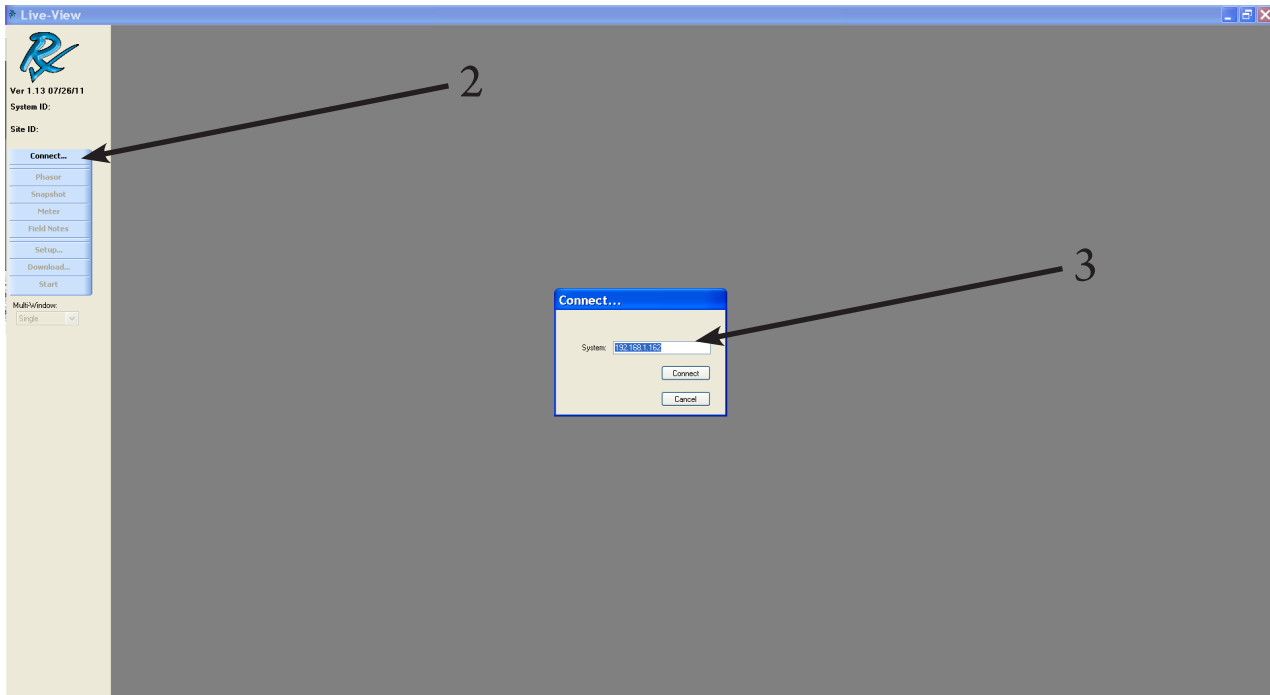 Live-View
Rx
Ver 1.13 07/26/11
System ID:
Site ID:
Connect...
Phasor
Snapshot
Meter
Field Notes
Setup...
Download...
Start
Multi-Window:
Single
2
3
Connect...
System: 192.168.1.162
Connect
Cancel